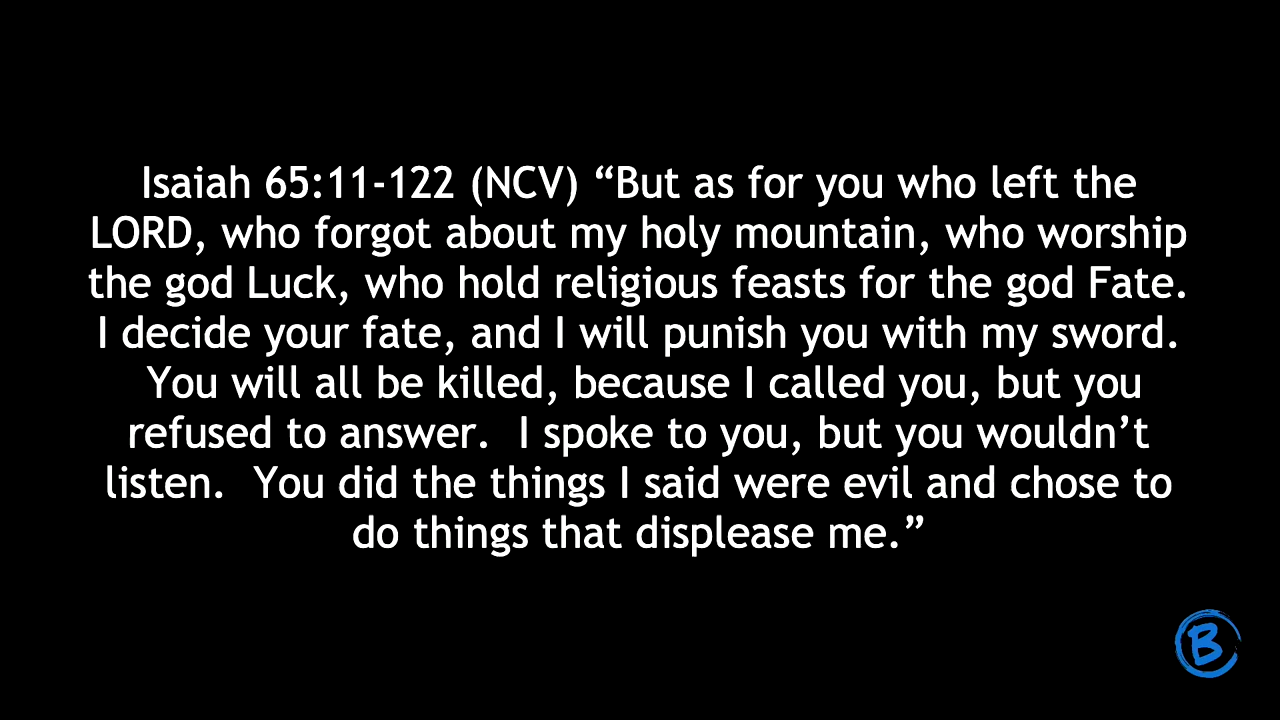 Isaiah 65:11-122 (NCV) “But as for you who left the
LORD, who forgot about my holy mountain, who worship
the god Luck, who hold religious feasts for the god Fate.
I decide your fate, and I will punish you with my sword.
You will all be killed, because I called you, but you
refused to answer.  I spoke to you, but you wouldn’t
listen.  You did the things I said were evil and chose to
do things that displease me.”
B